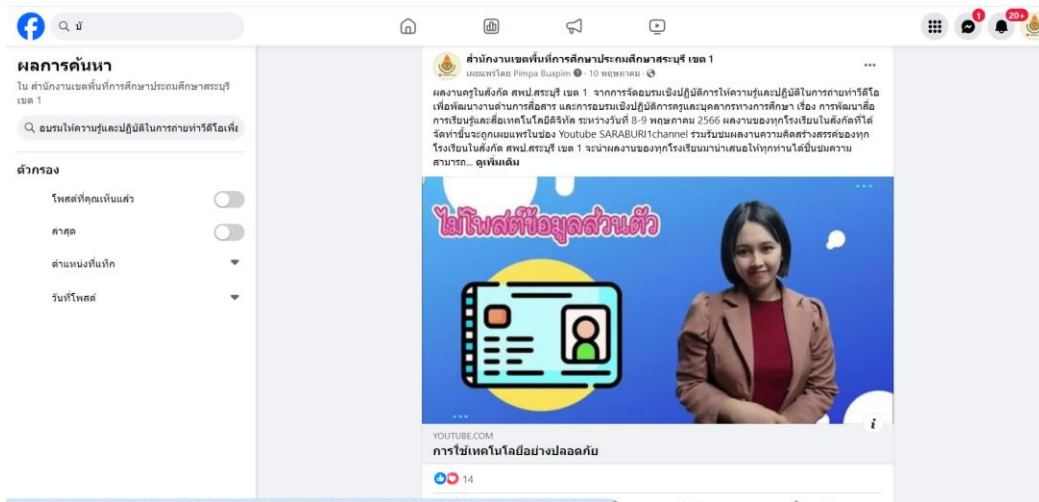 บั
1
20+
ผลการค้นหา
ใน สำนักงานเขตพื้นที่การศึกษาประถมศึกษาสระบุรี
เขต 1
อบรมให้ความรู้และปฏิบัติในการถ่ายทำวีดีโอเพื่อ
ตัวกรอง
โพสต์ที่คุณเห็นแล้ว
ล่าสุด
ตำแหน่งที่แท็ก
วันที่โพสต์
สำนักงานเขตพื้นที่การศึกษาประถมศึกษาสระบุรี เขต 1
เผยแพร่โดย Pimpa Buapim · 10 พฤษภาคม ·
ผลงานครูในสังกัด สพป.สระบุรี เขต 1 จากการจัดอบรมเชิงปฏิบัติการให้ความรู้และปฏิบัติในการถ่ายทำวีดีโอ
เพื่อพัฒนางานด้านการสื่อสาร และการอบรมเชิงปฏิบัติการครูและบุคลากรทางการศึกษา เรื่อง การพัฒนาสื่อ
การเรียนรู้และสื่อเทคโนโลยีดิจิทัล ระหว่างวันที่ 8-9 พฤษภาคม 2566 ผลงานของทุกโรงเรียนในสังกัดที่ได้
จัดทำขึ้นจะถูกเผยแพร่ในช่อง Youtube SARABURI1channel ร่วมรับชมผลงานความคิดสร้างสรรค์ของทุก
โรงเรียนในสังกัด สพป.สระบุรี เขต 1 จะนำผลงานของทุกโรงเรียนมานำเสนอให้ทุกท่านได้ชื่นชมความ
สามารถ... ดูเพิ่มเติม
ไม่โพสต์ข้อมูลส่วนตัว
YOUTUBE.COM
การใช้เทคโนโลยีอย่างปลอดภัย
14